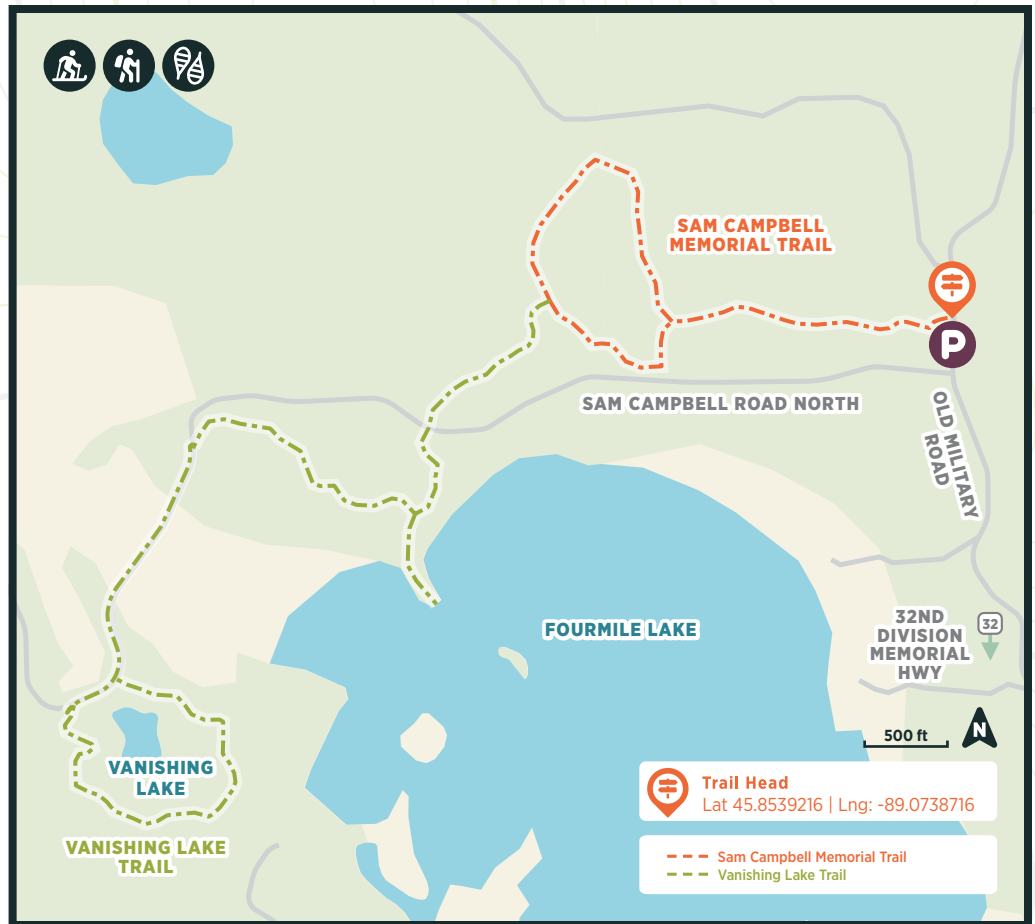 SAM CAMPBELL
MEMORIAL TRAIL
P
SAM CAMPBELL ROAD NORTH
OLD MILITARY
ROAD
FOURMILE LAKE
32ND
DIVISION
MEMORIAL
HWY
32
500 ft
N
VANISHING
LAKE
VANISHING LAKE
TRAIL
Trail Head
Lat 45.8539216 | Lng: -89.0738716
Sam Campbell Memorial Trail
Vanishing Lake Trail